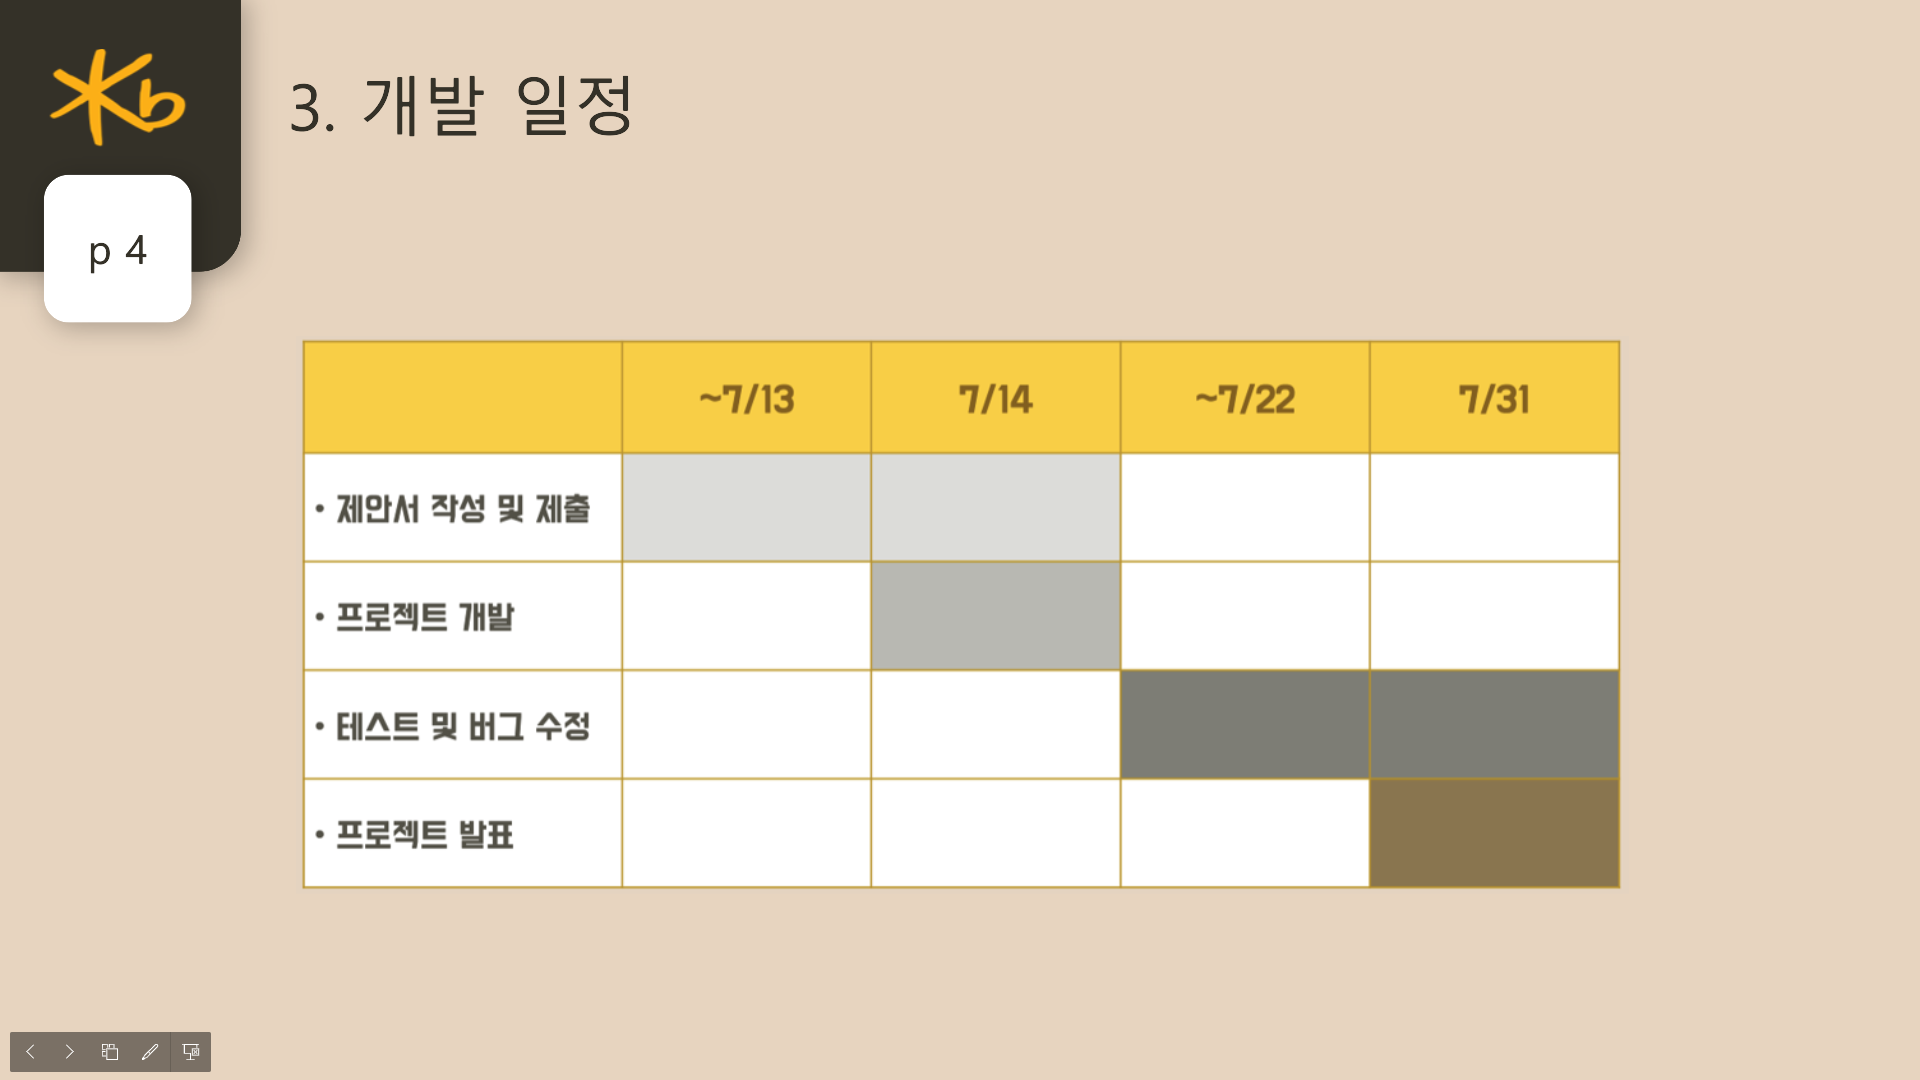 3. 개발 일정
p 4
~7/13 7/14 ~7/22 7/31
• 제안서 작성 및 제출
• 프로젝트 개발
• 테스트 및 버그 수정
• 프로젝트 발표